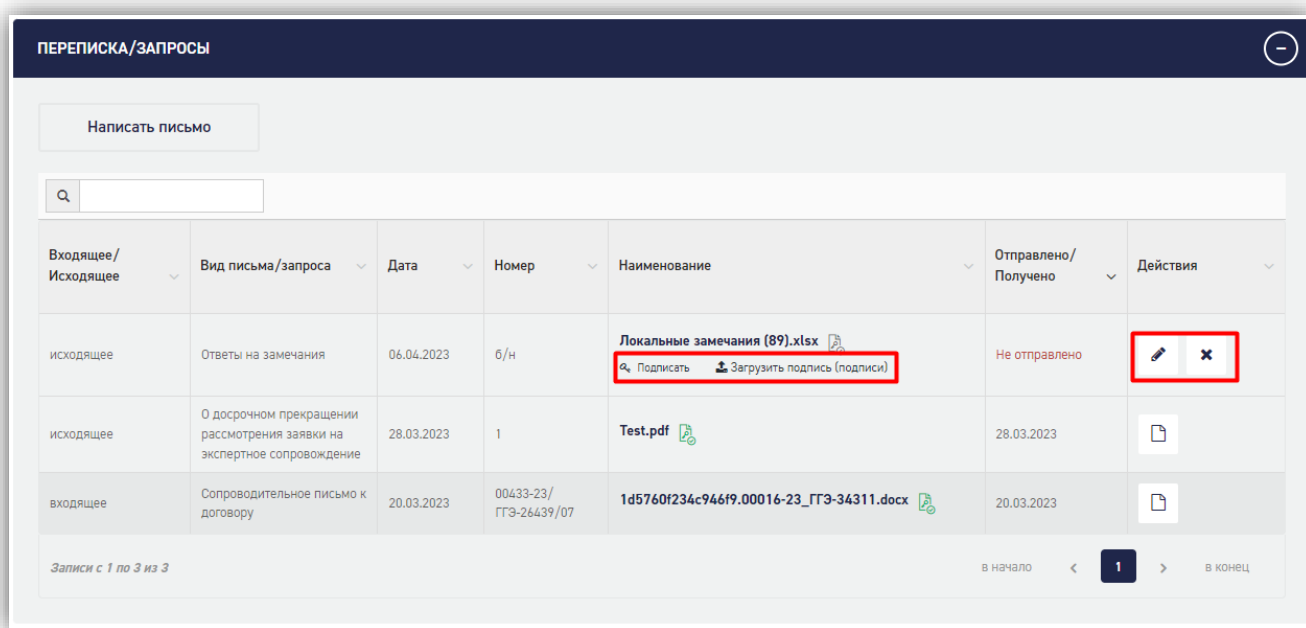 ПЕРЕПИСКА/ЗАПРОСЫ
Написать письмо
Входящее/
Исходящее
Вид письма/запроса
Дата
Номер
Наименование
Отправлено/
Получено
Действия
исходящее
Ответы на замечания
06.04.2023
б/н
Локальные замечания (89).xlsx
Подписать
Загрузить подпись (подписи)
Не отправлено
исходящее
О досрочном прекращении
рассмотрения заявки на
экспертное сопровождение
28.03.2023
1
Test.pdf
28.03.2023
входящее
Сопроводительное письмо к
договору
20.03.2023
00433-23/
ГГЭ-26439/07
1d5760f234c946f9.00016-23_ГГЭ-34311.docx
20.03.2023
Записи с 1 по 3 из 3
в начало
<
1
>
в конец